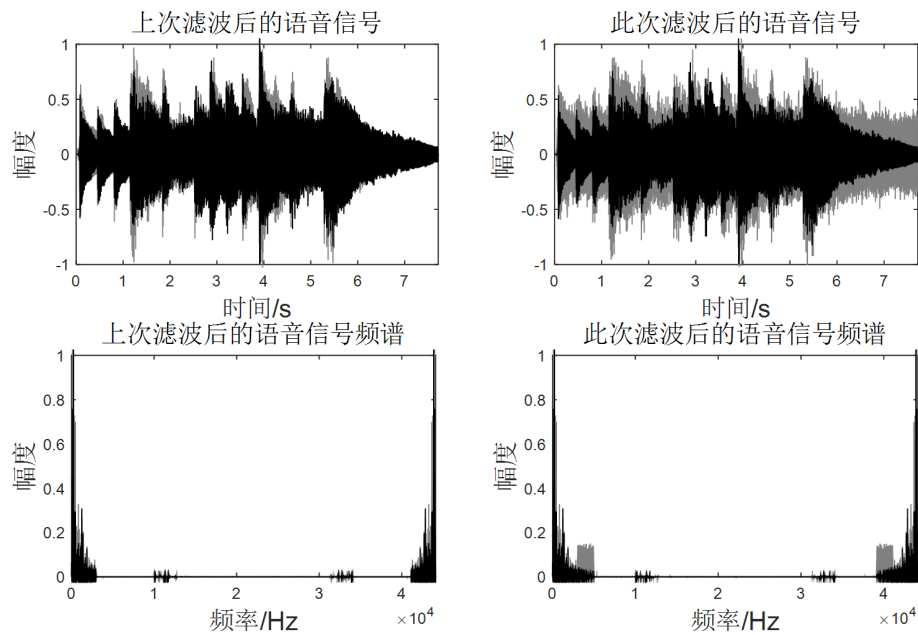 上次滤波后的语音信号
1
0.5
0
-0.5
-1
幅度
0 1 2 3 4 5 6 7
时间/s
此次滤波后的语音信号
1
0.5
0
-0.5
-1
幅度
0 1 2 3 4 5 6 7
时间/s
上次滤波后的语音信号频谱
1
0.8
0.6
0.4
0.2
0
幅度
0 1 2 3 4
频率/Hz
×10⁴
此次滤波后的语音信号频谱
1
0.8
0.6
0.4
0.2
0
幅度
0 1 2 3 4
频率/Hz
×10⁴